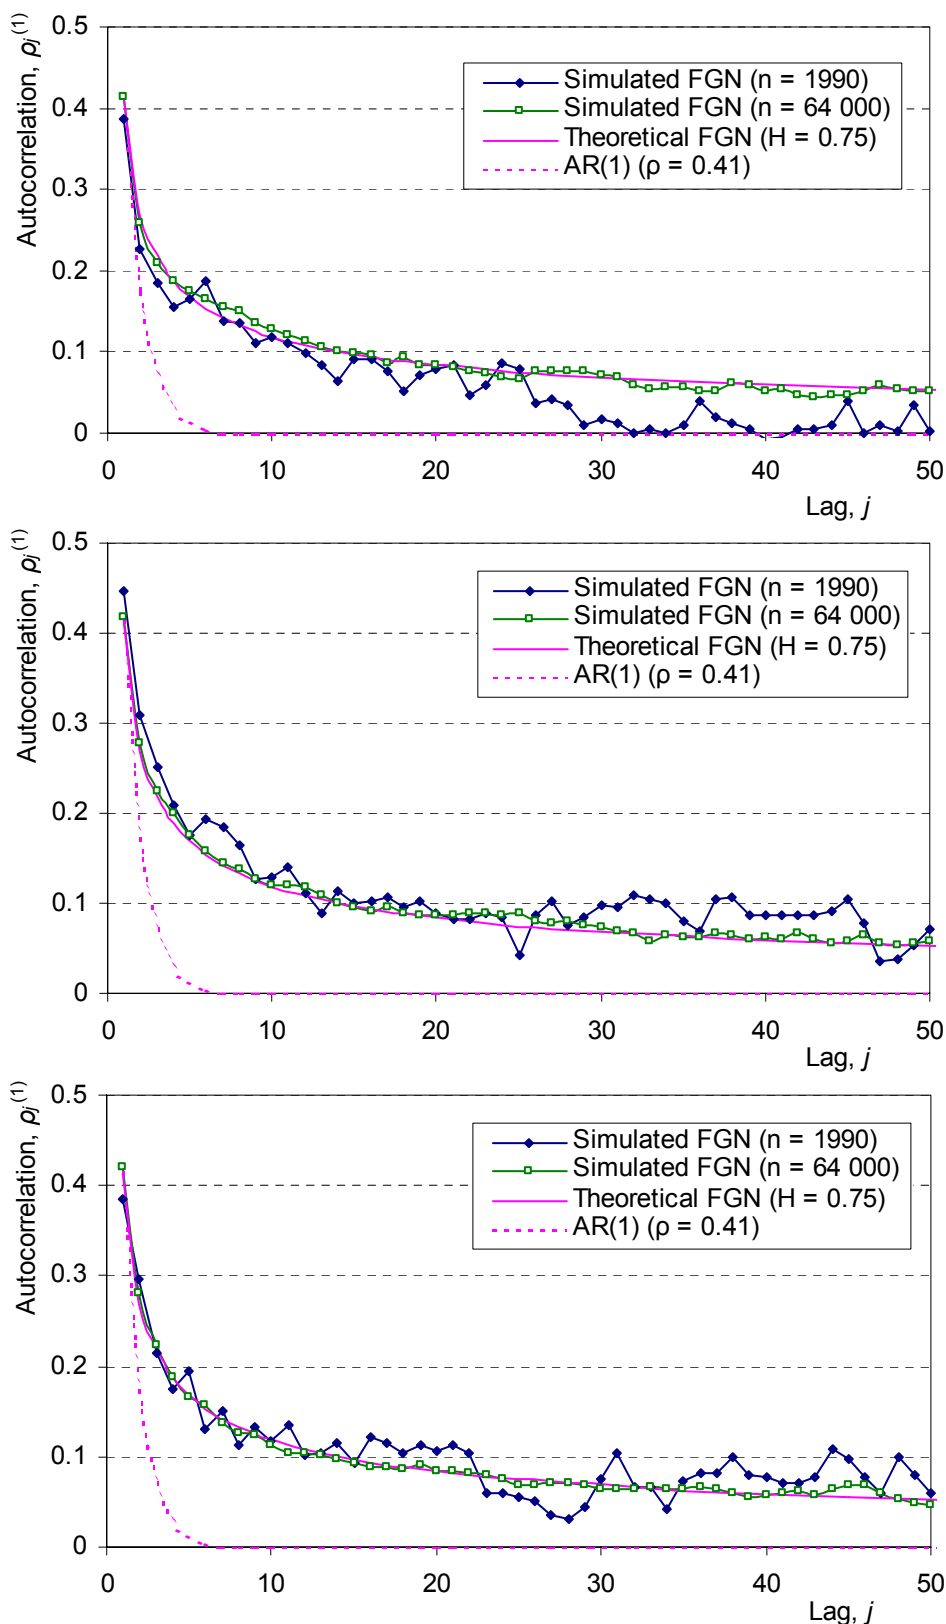 Autocorrelation, ρj(1)
0.5
0.4
0.3
0.2
0.1
0
Simulated FGN (n = 1990)
Simulated FGN (n = 64 000)
Theoretical FGN (H = 0.75)
AR(1) (ρ = 0.41)
0 10 20 30 40 50
Lag, j
Autocorrelation, ρj(1)
0.5
0.4
0.3
0.2
0.1
0
Simulated FGN (n = 1990)
Simulated FGN (n = 64 000)
Theoretical FGN (H = 0.75)
AR(1) (ρ = 0.41)
0 10 20 30 40 50
Lag, j
Autocorrelation, ρj(1)
0.5
0.4
0.3
0.2
0.1
0
Simulated FGN (n = 1990)
Simulated FGN (n = 64 000)
Theoretical FGN (H = 0.75)
AR(1) (ρ = 0.41)
0 10 20 30 40 50
Lag, j